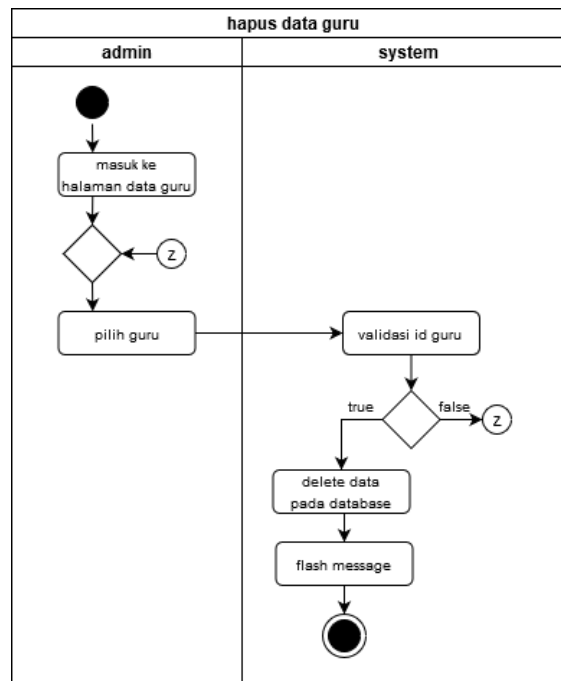 hapus data guru
admin
system
masuk ke
halaman data guru
z
pilih guru
validasi id guru
true
false
z
delete data
pada database
flash message